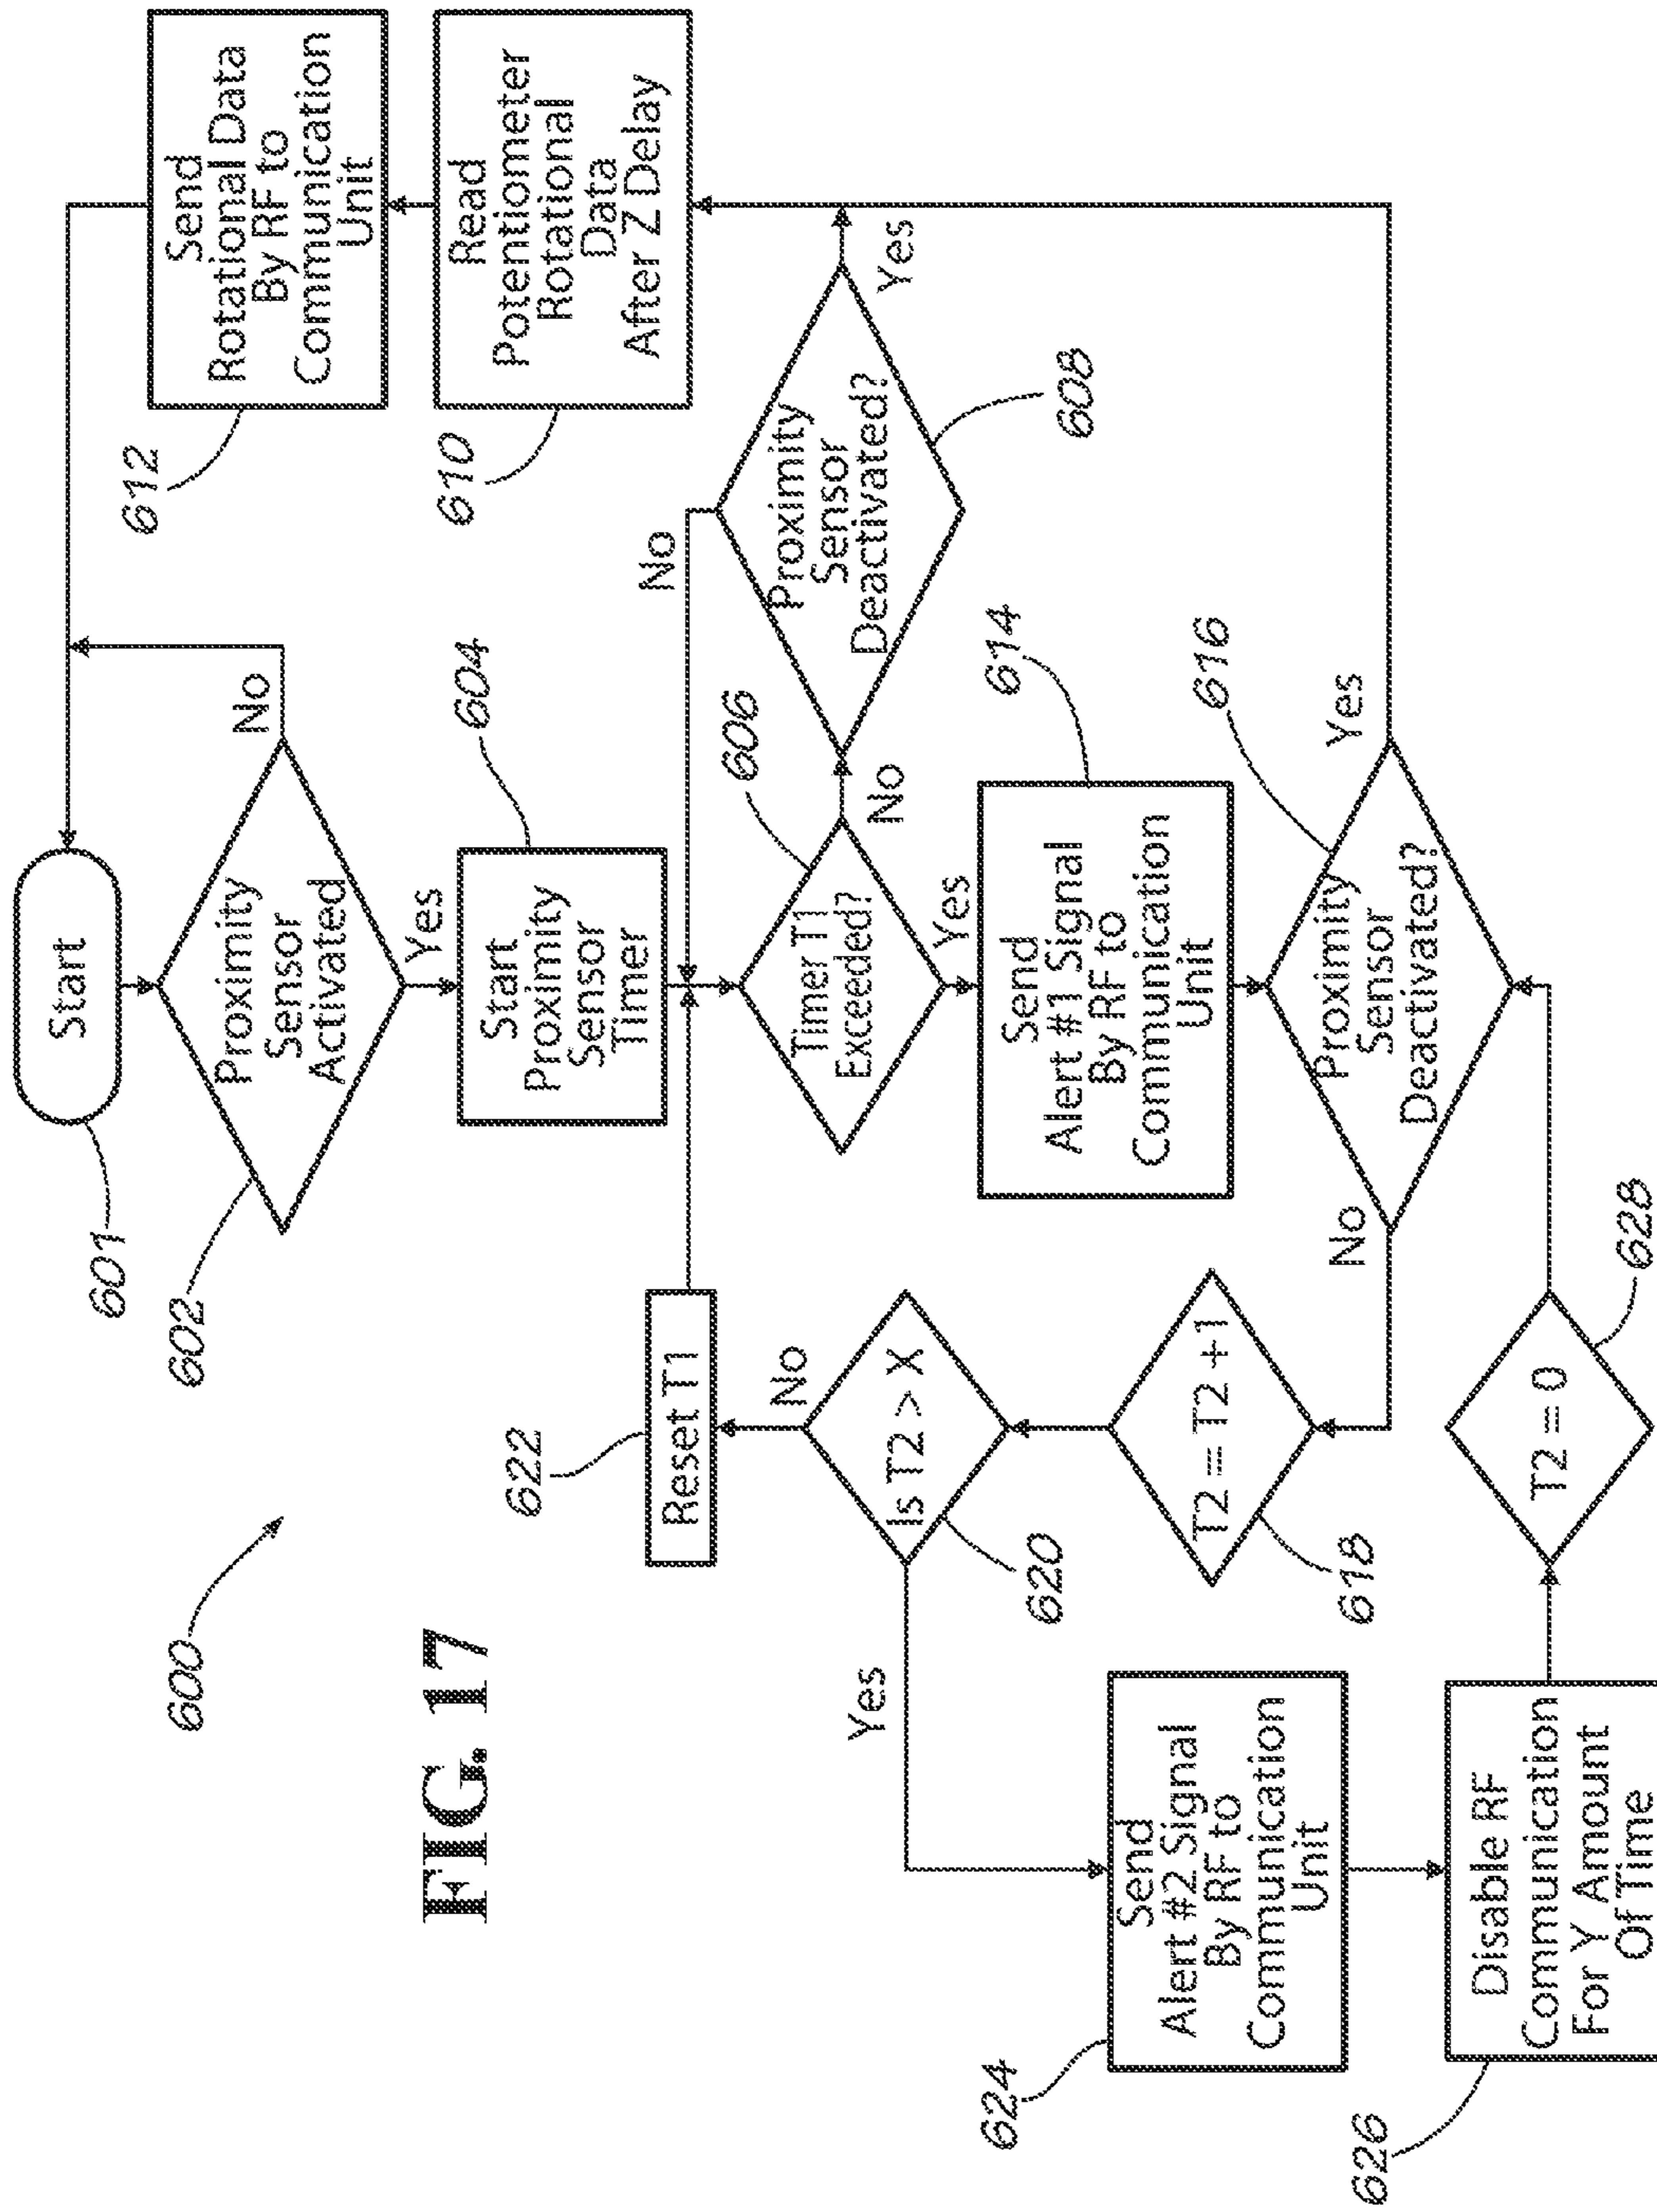 600
FIG. 17
601
Start
602
Proximity
Sensor
Activated
No
Yes
604
Start
Proximity
Sensor
Timer
606
Timer T1
Exceeded?
No
Yes
608
Proximity
Sensor
Deactivated?
No
Yes
610
Read
Potentiometer
Rotational
Data
After Z Delay
612
Send
Rotational Data
By RF to
Communication
Unit
614
Send
Alert #1 Signal
By RF to
Communication
Unit
616
Proximity
Sensor
Deactivated?
Yes
No
618
T2 = T2 +1
620
Is T2 > X
No
Yes
622
Reset T1
624
Send
Alert #2 Signal
By RF to
Communication
Unit
626
Disable RF
Communication
For Y Amount
Of Time
628
T2 = 0